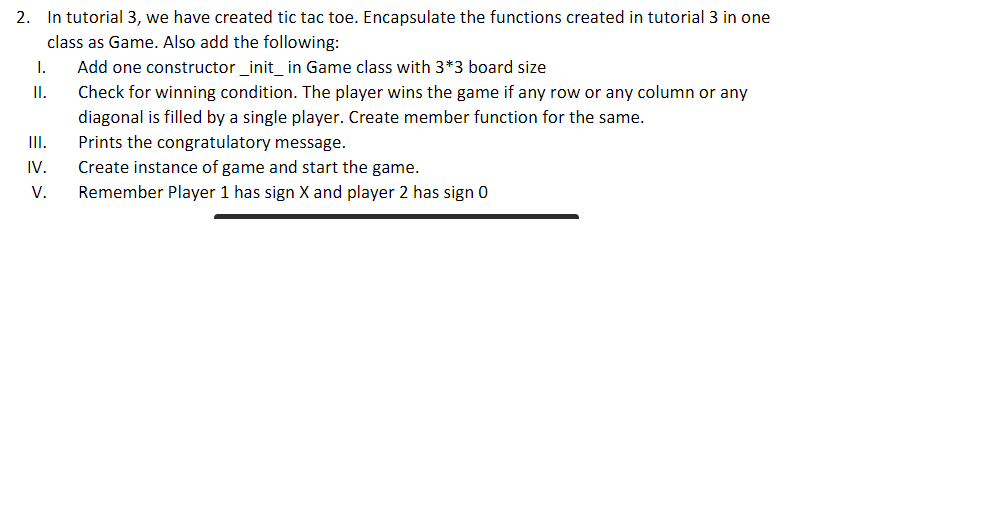 2. In tutorial 3, we have created tic tac toe. Encapsulate the functions created in tutorial 3 in one
class as Game. Also add the following:
I. Add one constructor _init_ in Game class with 3*3 board size
II. Check for winning condition. The player wins the game if any row or any column or any
diagonal is filled by a single player. Create member function for the same.
III. Prints the congratulatory message.
IV. Create instance of game and start the game.
V. Remember Player 1 has sign X and player 2 has sign 0